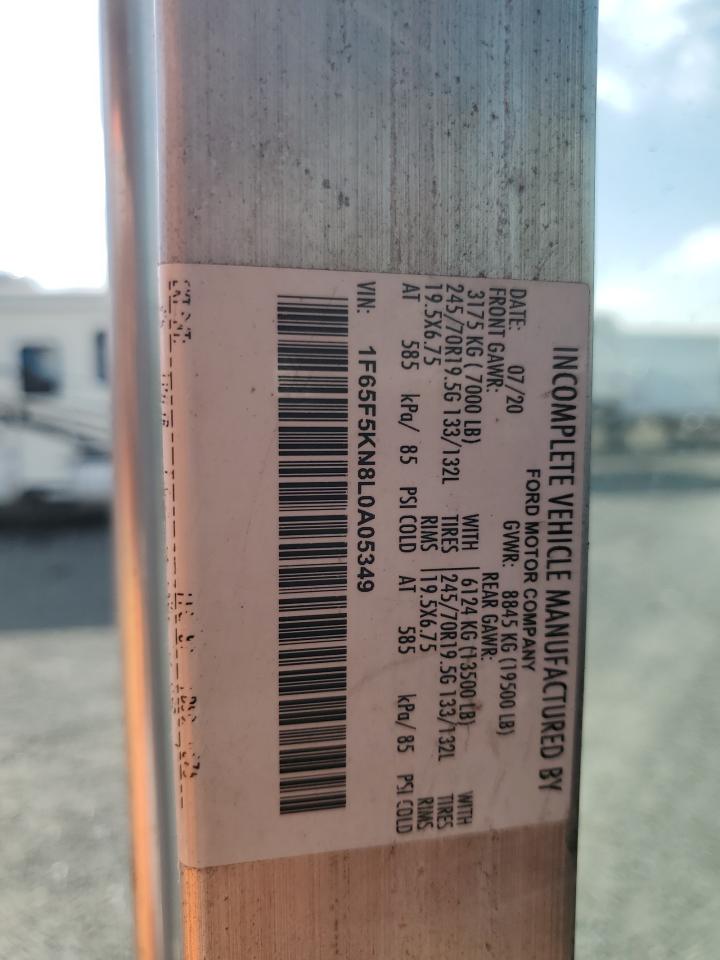 INCOMPLETE VEHICLE MANUFACTURED BY
FORD MOTOR COMPANY
DATE: 07/20 GVWR: 8845 KG (19500 LB)
FRONT GAWR: REAR GAWR:
3175 KG ( 7000 LB) WITH 6124 KG (13500 LB) WITH
245/70R19.5G 133/132L TIRES 245/70R19.5G 133/132L TIRES
19.5X6.75 RIMS 19.5X6.75 RIMS
AT 585 kPa/ 85 PSI COLD AT 585 kPa/ 85 PSI COLD
VIN: 1F65F5KN8L0A05349